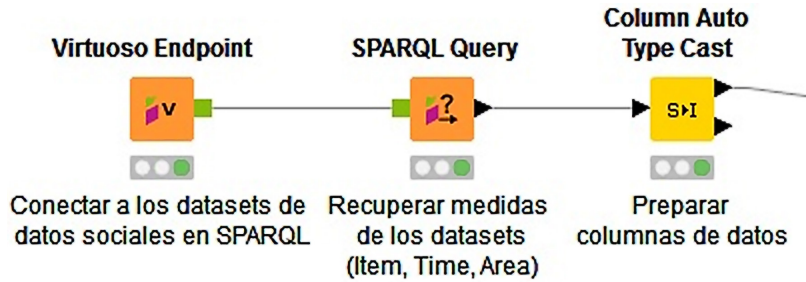 Virtuoso Endpoint
SPARQL Query
Column Auto
Type Cast
V
?
S▸I
Conectar a los datasets de
datos sociales en SPARQL
Recuperar medidas
de los datasets
(Item, Time, Area)
Preparar
columnas de datos